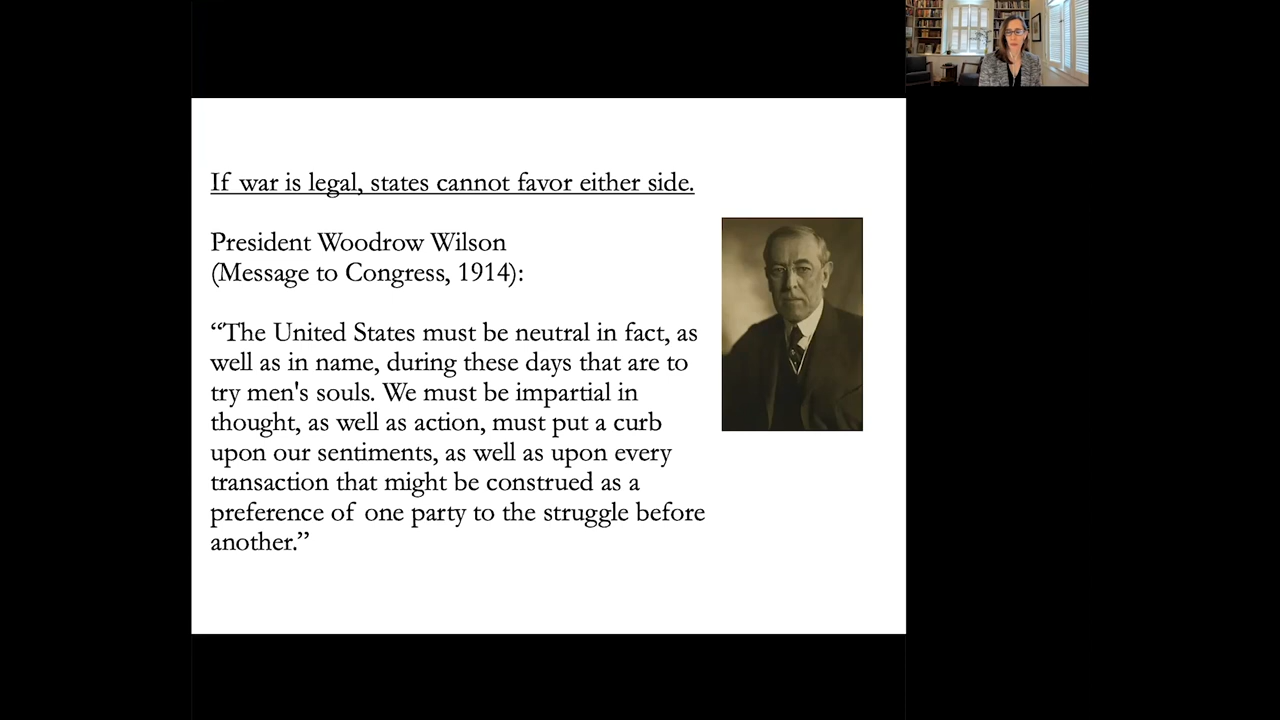 If war is legal, states cannot favor either side.
President Woodrow Wilson
(Message to Congress, 1914):
“The United States must be neutral in fact, as
well as in name, during these days that are to
try men's souls. We must be impartial in
thought, as well as action, must put a curb
upon our sentiments, as well as upon every
transaction that might be construed as a
preference of one party to the struggle before
another.”